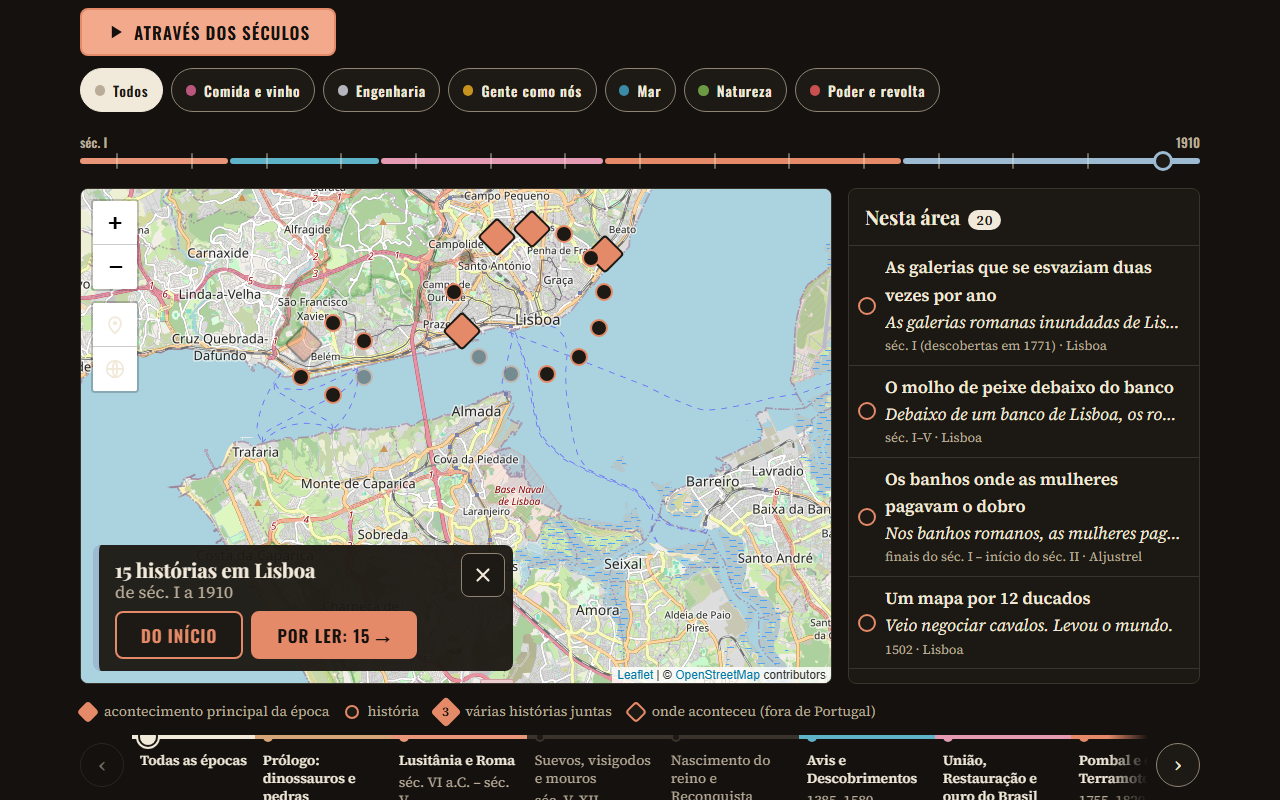 ATRAVÉS DOS SÉCULOS
Todos
Comida e vinho
Engenharia
Gente como nós
Mar
Natureza
Poder e revolta
séc. I
1910
Campo Pequeno
Alfragide
Campolide
Beato
Carnaxide
Santo António
Graça
Linda-a-Velha
São Francisco
Xavier
Lisboa
Cruz Quebrada-
Dafundo
Belém
Almada
Trafaria
Cova da Piedade
Monte de Caparica
Base Naval
de Lisboa
Laranjeiro
Sobreda
Lavradio
Barreiro
Baixa da Ban
Santo André
Seixal
Amora
Aldeia de Paio
Pires
+
−
15 histórias em Lisboa
de séc. I a 1910
DO INÍCIO
POR LER: 15 →
Leaflet | © OpenStreetMap contributors
Nesta área 20
As galerias que se esvaziam duas
vezes por ano
As galerias romanas inundadas de Lis...
séc. I (descobertas em 1771) · Lisboa
O molho de peixe debaixo do banco
Debaixo de um banco de Lisboa, os ro...
séc. I–V · Lisboa
Os banhos onde as mulheres
pagavam o dobro
Nos banhos romanos, as mulheres pag...
finais do séc. I – início do séc. II · Aljustrel
Um mapa por 12 ducados
Veio negociar cavalos. Levou o mundo.
1502 · Lisboa
acontecimento principal da época
história
3 várias histórias juntas
onde aconteceu (fora de Portugal)
Todas as épocas
Prólogo:
dinossauros e
pedras
Lusitânia e Roma
séc. VI a.C. – séc.
V
Suevos, visigodos
e mouros
séc. V-XII
Nascimento do
reino e
Reconquista
Avis e
Descobrimentos
1385-1580
União,
Restauração e
ouro do Brasil
Pombal e
Terramot